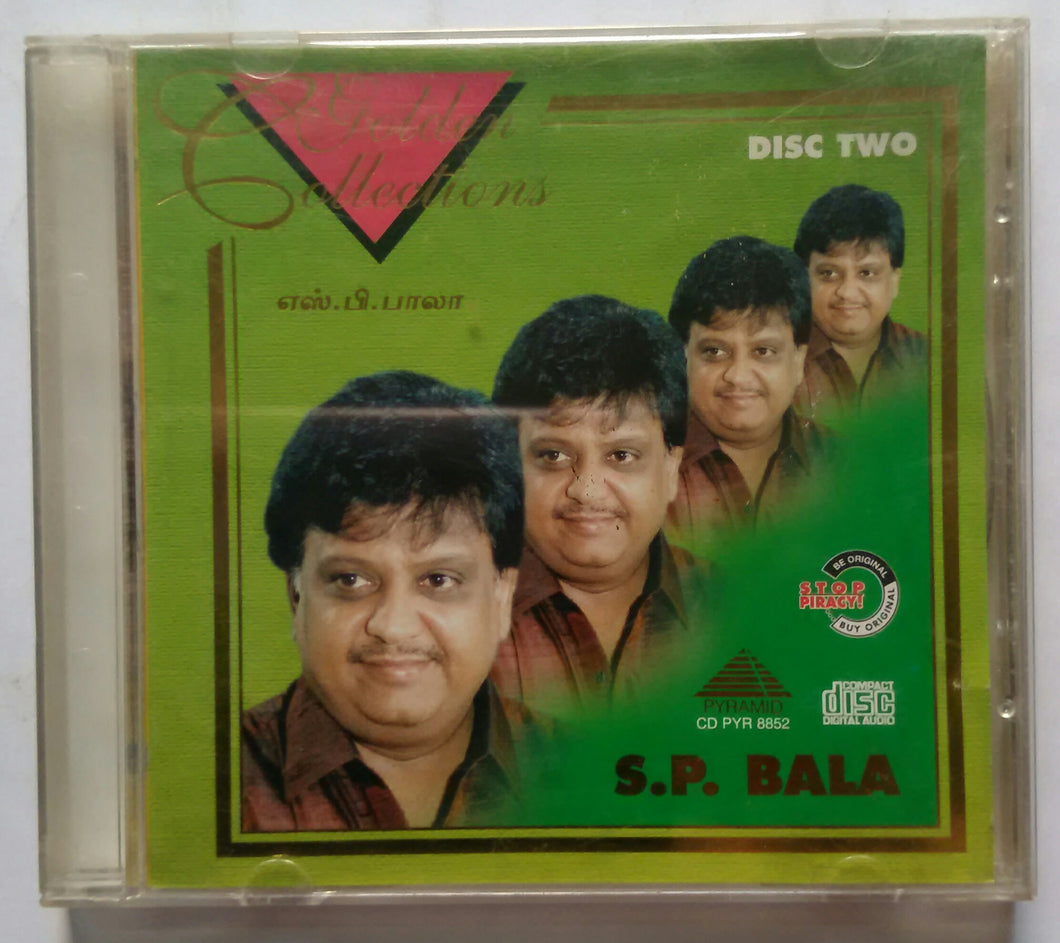 Golden
Collections
DISC TWO
எஸ்.பி.பாலா
BE ORIGINAL
STOP
PIRACY!
BUY ORIGINAL
PYRAMID
CD PYR 8852
COMPACT
disc
DIGITAL AUDIO
S.P. BALA